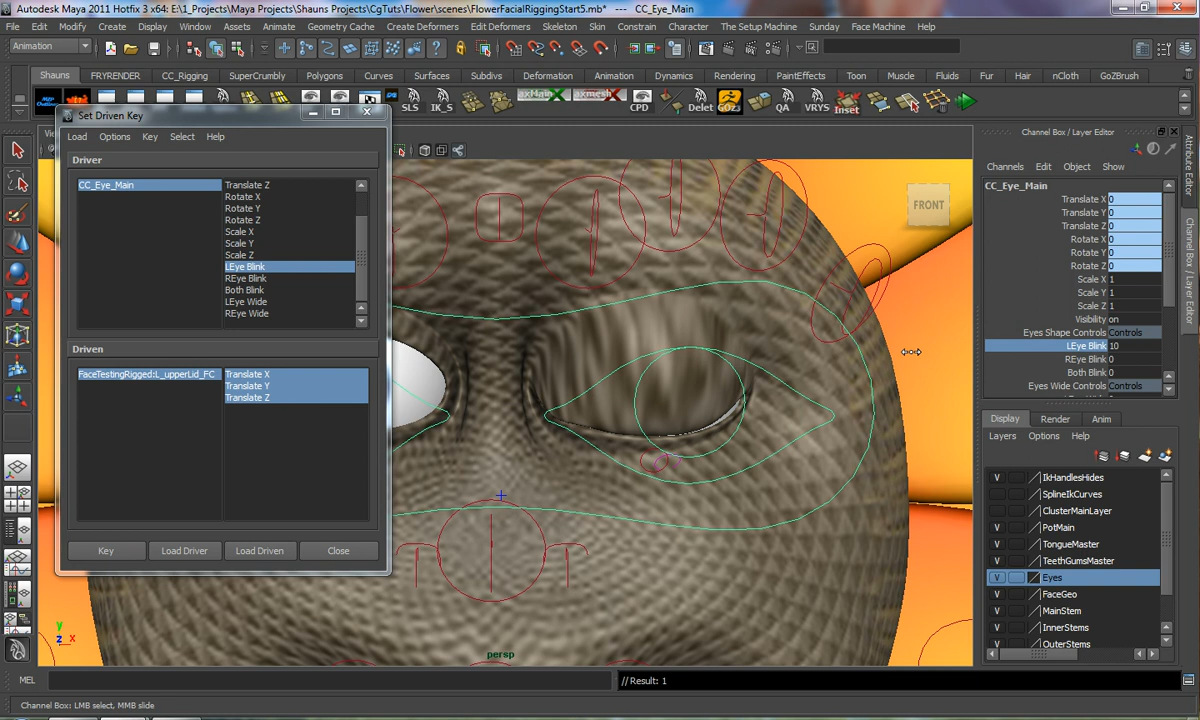 Autodesk Maya 2011 Hotfix 3 x64: E:\1_Projects\Maya Projects\Shauns Projects\CgTuts\Flower\scenes\FlowerFacialRiggingStart5.mb* --- CC_Eye_Main
File Edit Modify Create Display Window Assets Animate Geometry Cache Create Deformers Edit Deformers Skeleton Skin Constrain Character The Setup Machine Sunday Face Machine Help
Animation
Shauns FRYRENDER CC_Rigging SuperCrumbly Polygons Curves Surfaces Subdivs Deformation Animation Dynamics Rendering PaintEffects Toon Muscle Fluids Fur Hair nCloth GoZBrush
SLS IK_S axMain axmesh CPD Delet GOZs QA VRYS Inset
Set Driven Key
Load Options Key Select Help
Driver
CC_Eye_Main
Translate Z
Rotate X
Rotate Y
Rotate Z
Scale X
Scale Y
Scale Z
LEye Blink
REye Blink
Both Blink
LEye Wide
REye Wide
Driven
FaceTestingRigged:L_upperLid_FC
Translate X
Translate Y
Translate Z
Key Load Driver Load Driven Close
FRONT
persp
y
z x
Channel Box / Layer Editor
Channels Edit Object Show
CC_Eye_Main
Translate X 0
Translate Y 0
Translate Z 0
Rotate X 0
Rotate Y 0
Rotate Z 0
Scale X 1
Scale Y 1
Scale Z 1
Visibility on
Eyes Shape Controls Controls
LEye Blink 10
REye Blink 0
Both Blink 0
Eyes Wide Controls Controls
Display Render Anim
Layers Options Help
V IkHandlesHides
SplineIkCurves
ClusterMainLayer
V PotMain
V TongueMaster
V TeethGumsMaster
V Eyes
V FaceGeo
V MainStem
V InnerStems
V OuterStems
Attribute Editor
Channel Box / Layer Editor
MEL
// Result: 1
Channel Box: LMB select, MMB slide